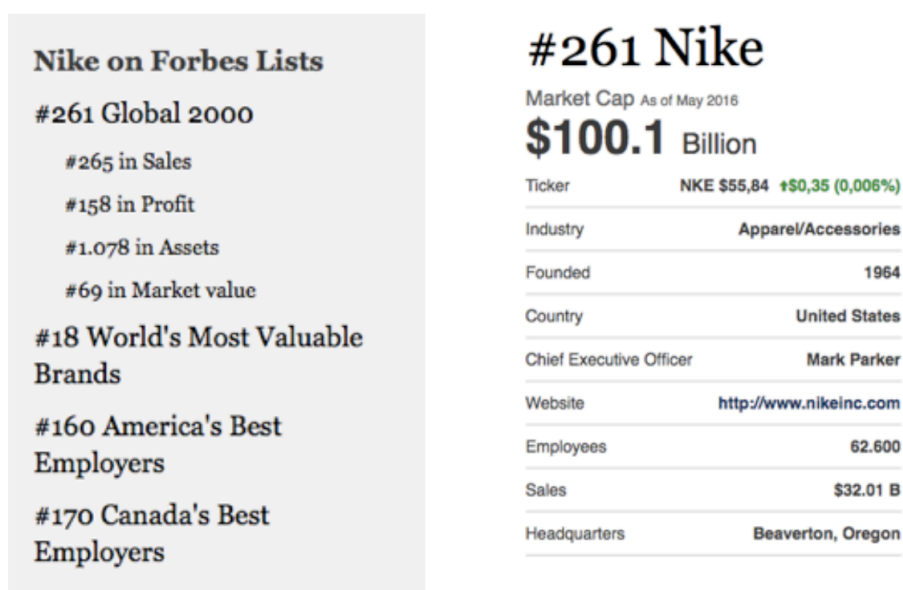 Nike on Forbes Lists
#261 Global 2000
#265 in Sales
#158 in Profit
#1.078 in Assets
#69 in Market value
#18 World's Most Valuable
Brands
#160 America's Best
Employers
#170 Canada's Best
Employers
#261 Nike
Market Cap As of May 2016
$100.1 Billion
Ticker NKE $55,84 ⬆$0,35 (0,006%)
Industry Apparel/Accessories
Founded 1964
Country United States
Chief Executive Officer Mark Parker
Website http://www.nikeinc.com
Employees 62.600
Sales $32.01 B
Headquarters Beaverton, Oregon